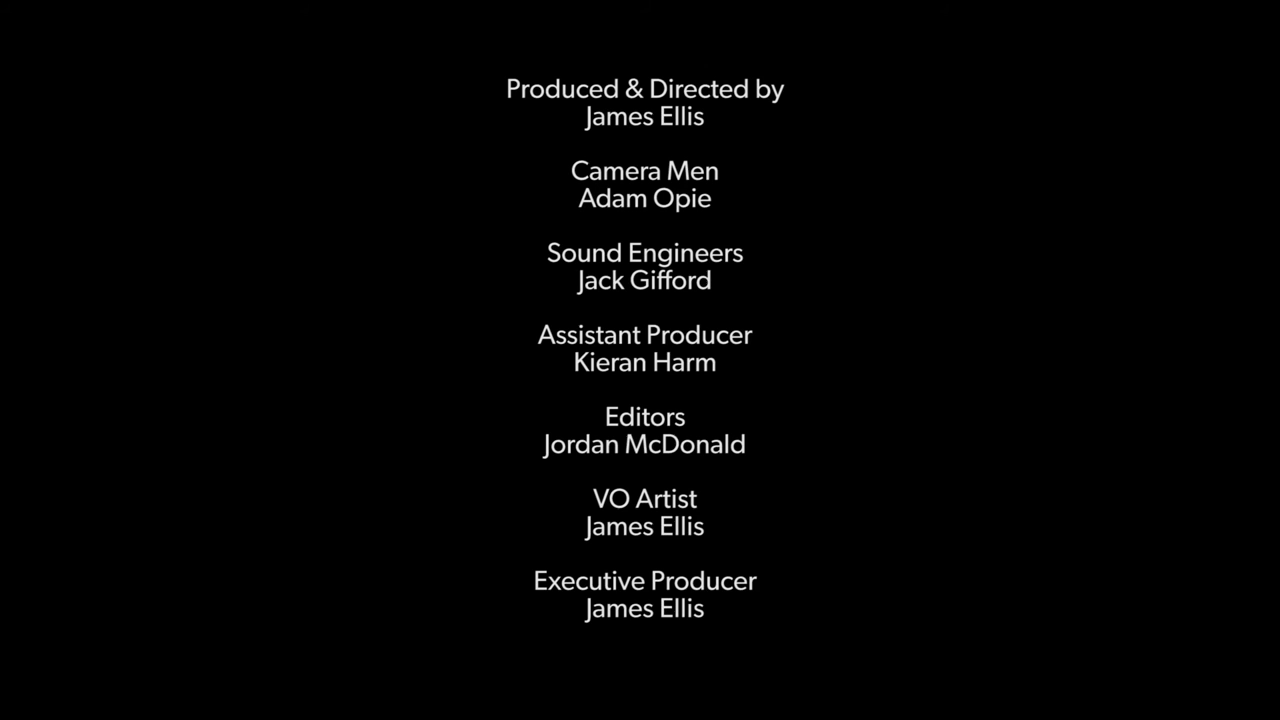 Produced & Directed by
James Ellis
Camera Men
Adam Opie
Sound Engineers
Jack Gifford
Assistant Producer
Kieran Harm
Editors
Jordan McDonald
VO Artist
James Ellis
Executive Producer
James Ellis